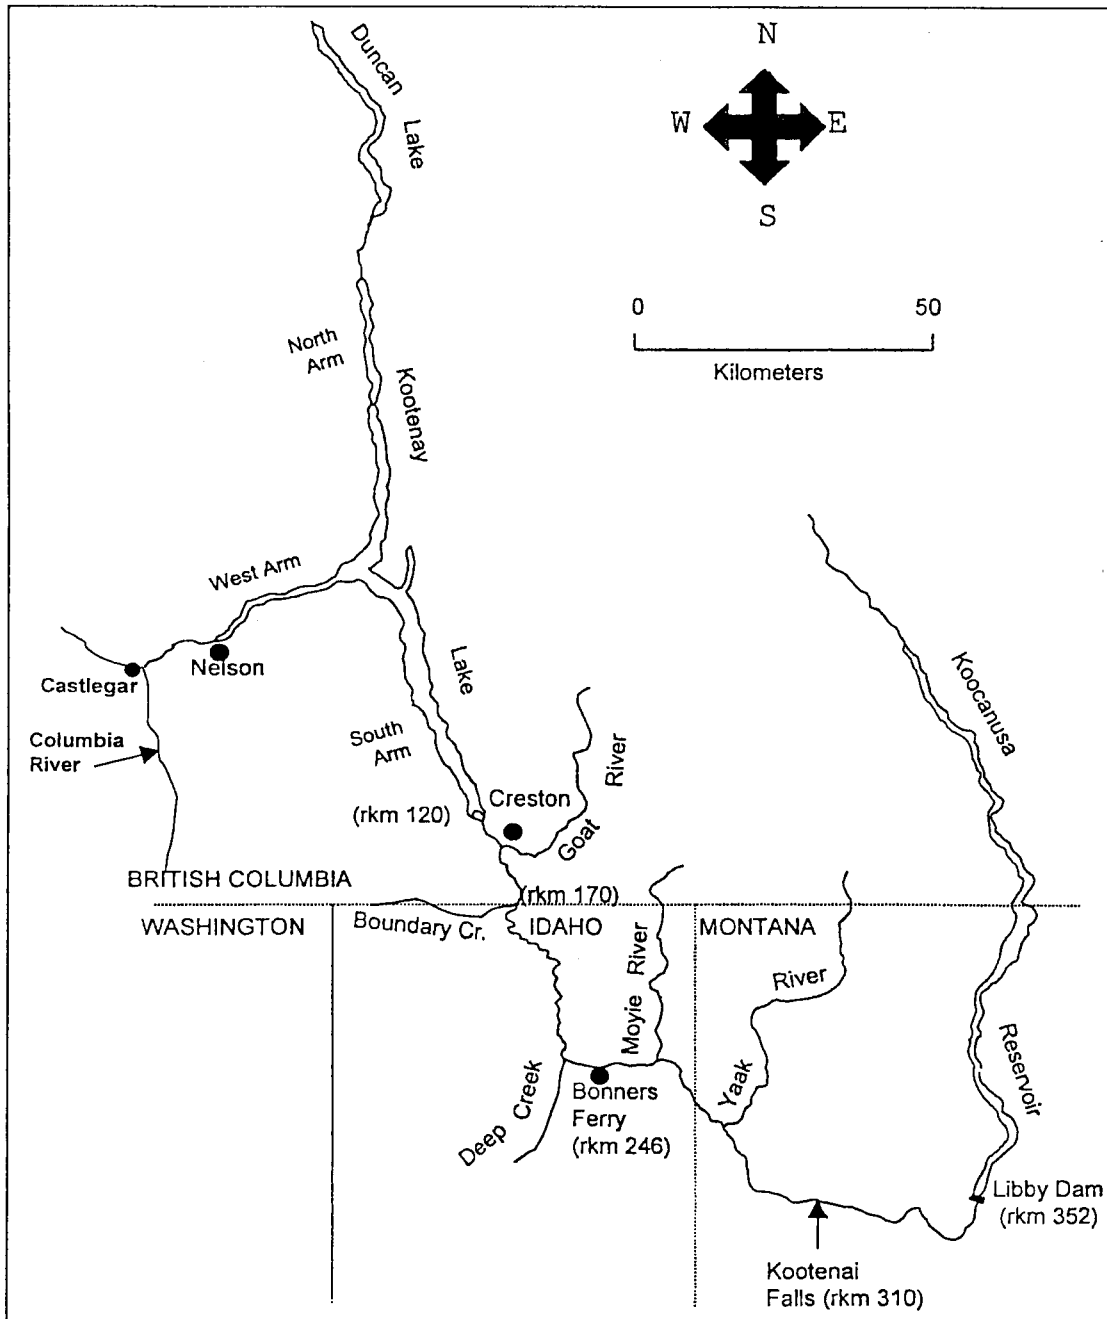 N
W
E
S
Duncan
Lake
0
50
Kilometers
North
Arm
Kootenay
West Arm
Nelson
Castlegar
Columbia
River
Lake
South
Arm
(rkm 120)
Creston
Goat
River
Koocanusa
Reservoir
BRITISH COLUMBIA
(rkm 170)
WASHINGTON
Boundary Cr.
IDAHO
MONTANA
Moyie
River
Yaak
River
Deep
Creek
Bonners
Ferry
(rkm 246)
Libby Dam
(rkm 352)
Kootenai
Falls (rkm 310)